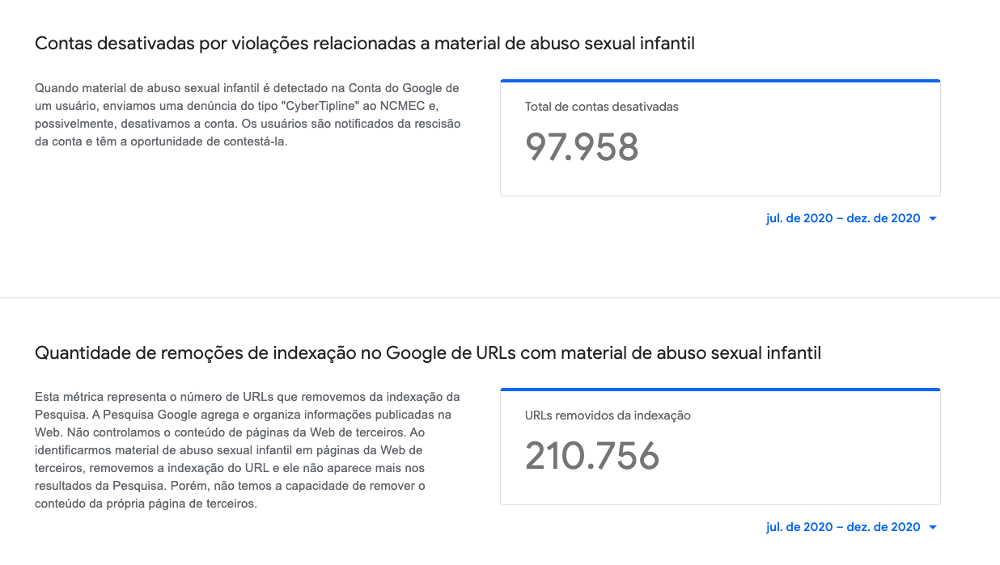 Contas desativadas por violações relacionadas a material de abuso sexual infantil
Quando material de abuso sexual infantil é detectado na Conta do Google de
um usuário, enviamos uma denúncia do tipo "CyberTipline" ao NCMEC e,
possivelmente, desativamos a conta. Os usuários são notificados da rescisão
da conta e têm a oportunidade de contestá-la.
Total de contas desativadas
97.958
jul. de 2020 – dez. de 2020
Quantidade de remoções de indexação no Google de URLs com material de abuso sexual infantil
Esta métrica representa o número de URLs que removemos da indexação da
Pesquisa. A Pesquisa Google agrega e organiza informações publicadas na
Web. Não controlamos o conteúdo de páginas da Web de terceiros. Ao
identificarmos material de abuso sexual infantil em páginas da Web de
terceiros, removemos a indexação do URL e ele não aparece mais nos
resultados da Pesquisa. Porém, não temos a capacidade de remover o
conteúdo da própria página de terceiros.
URLs removidos da indexação
210.756
jul. de 2020 – dez. de 2020